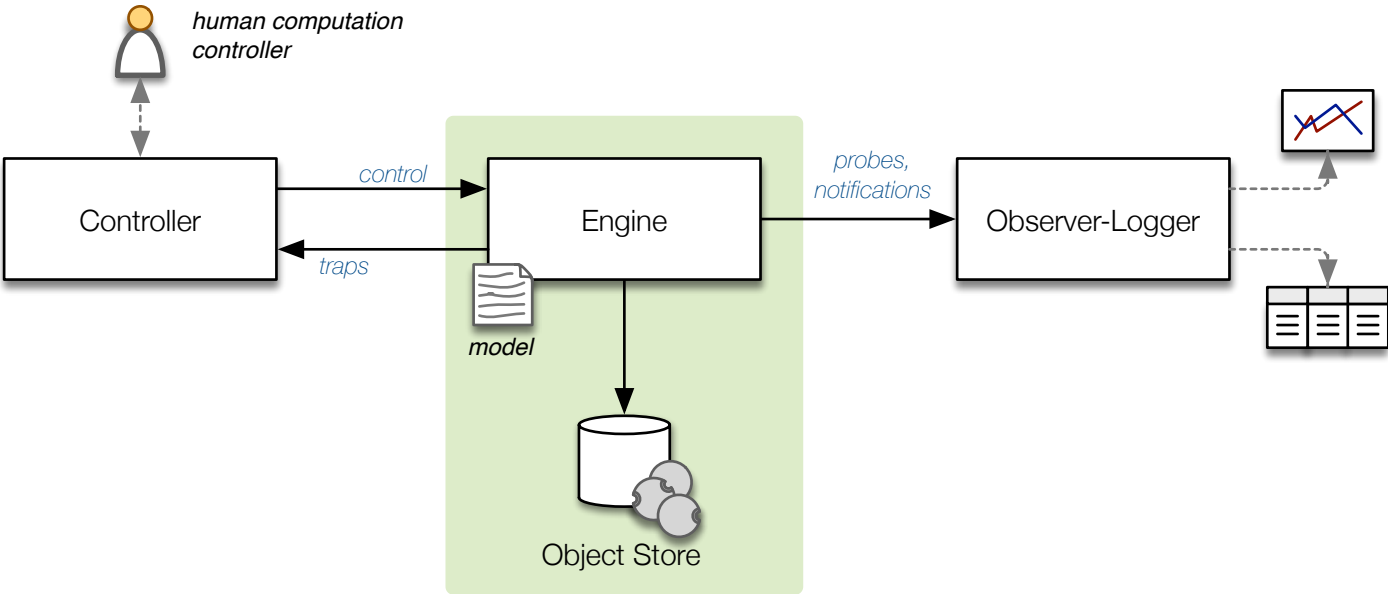 human computation
controller
Controller
control
traps
Engine
model
Object Store
probes,
notifications
Observer-Logger